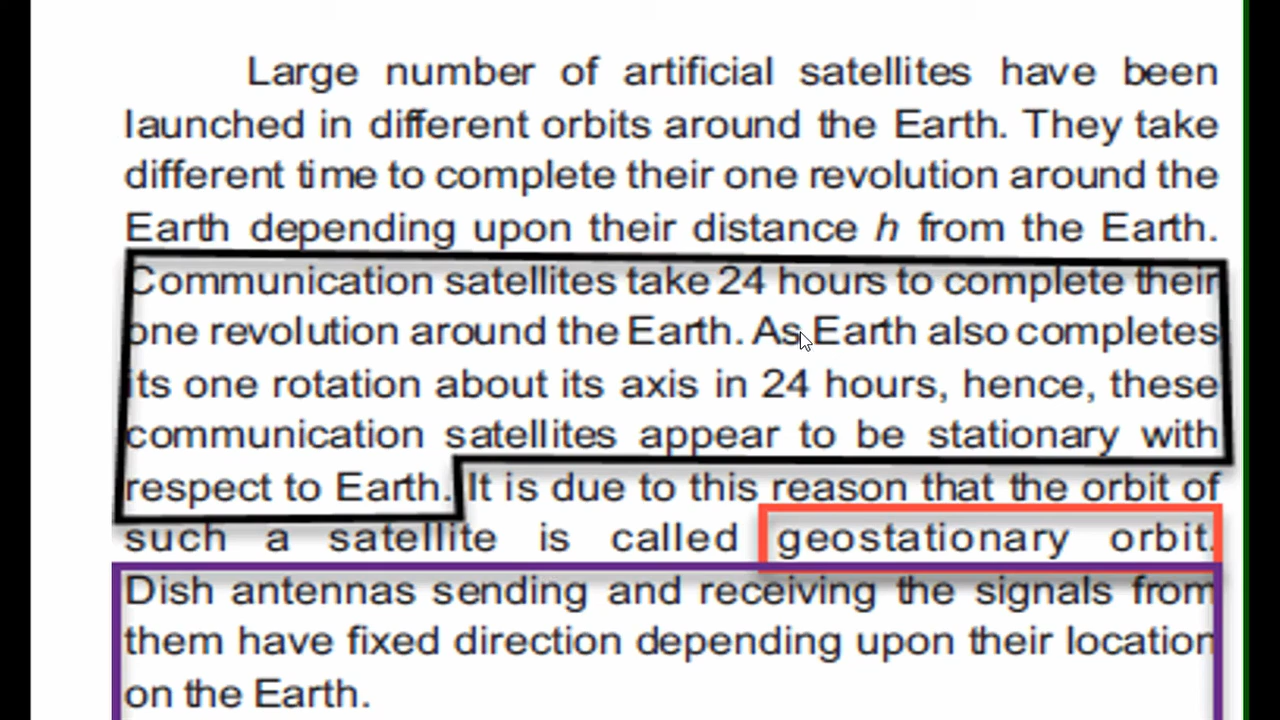 Large number of artificial satellites have been
launched in different orbits around the Earth. They take
different time to complete their one revolution around the
Earth depending upon their distance h from the Earth.
Communication satellites take 24 hours to complete their
one revolution around the Earth. As Earth also completes
its one rotation about its axis in 24 hours, hence, these
communication satellites appear to be stationary with
respect to Earth. It is due to this reason that the orbit of
such a satellite is called geostationary orbit.
Dish antennas sending and receiving the signals from
them have fixed direction depending upon their location
on the Earth.